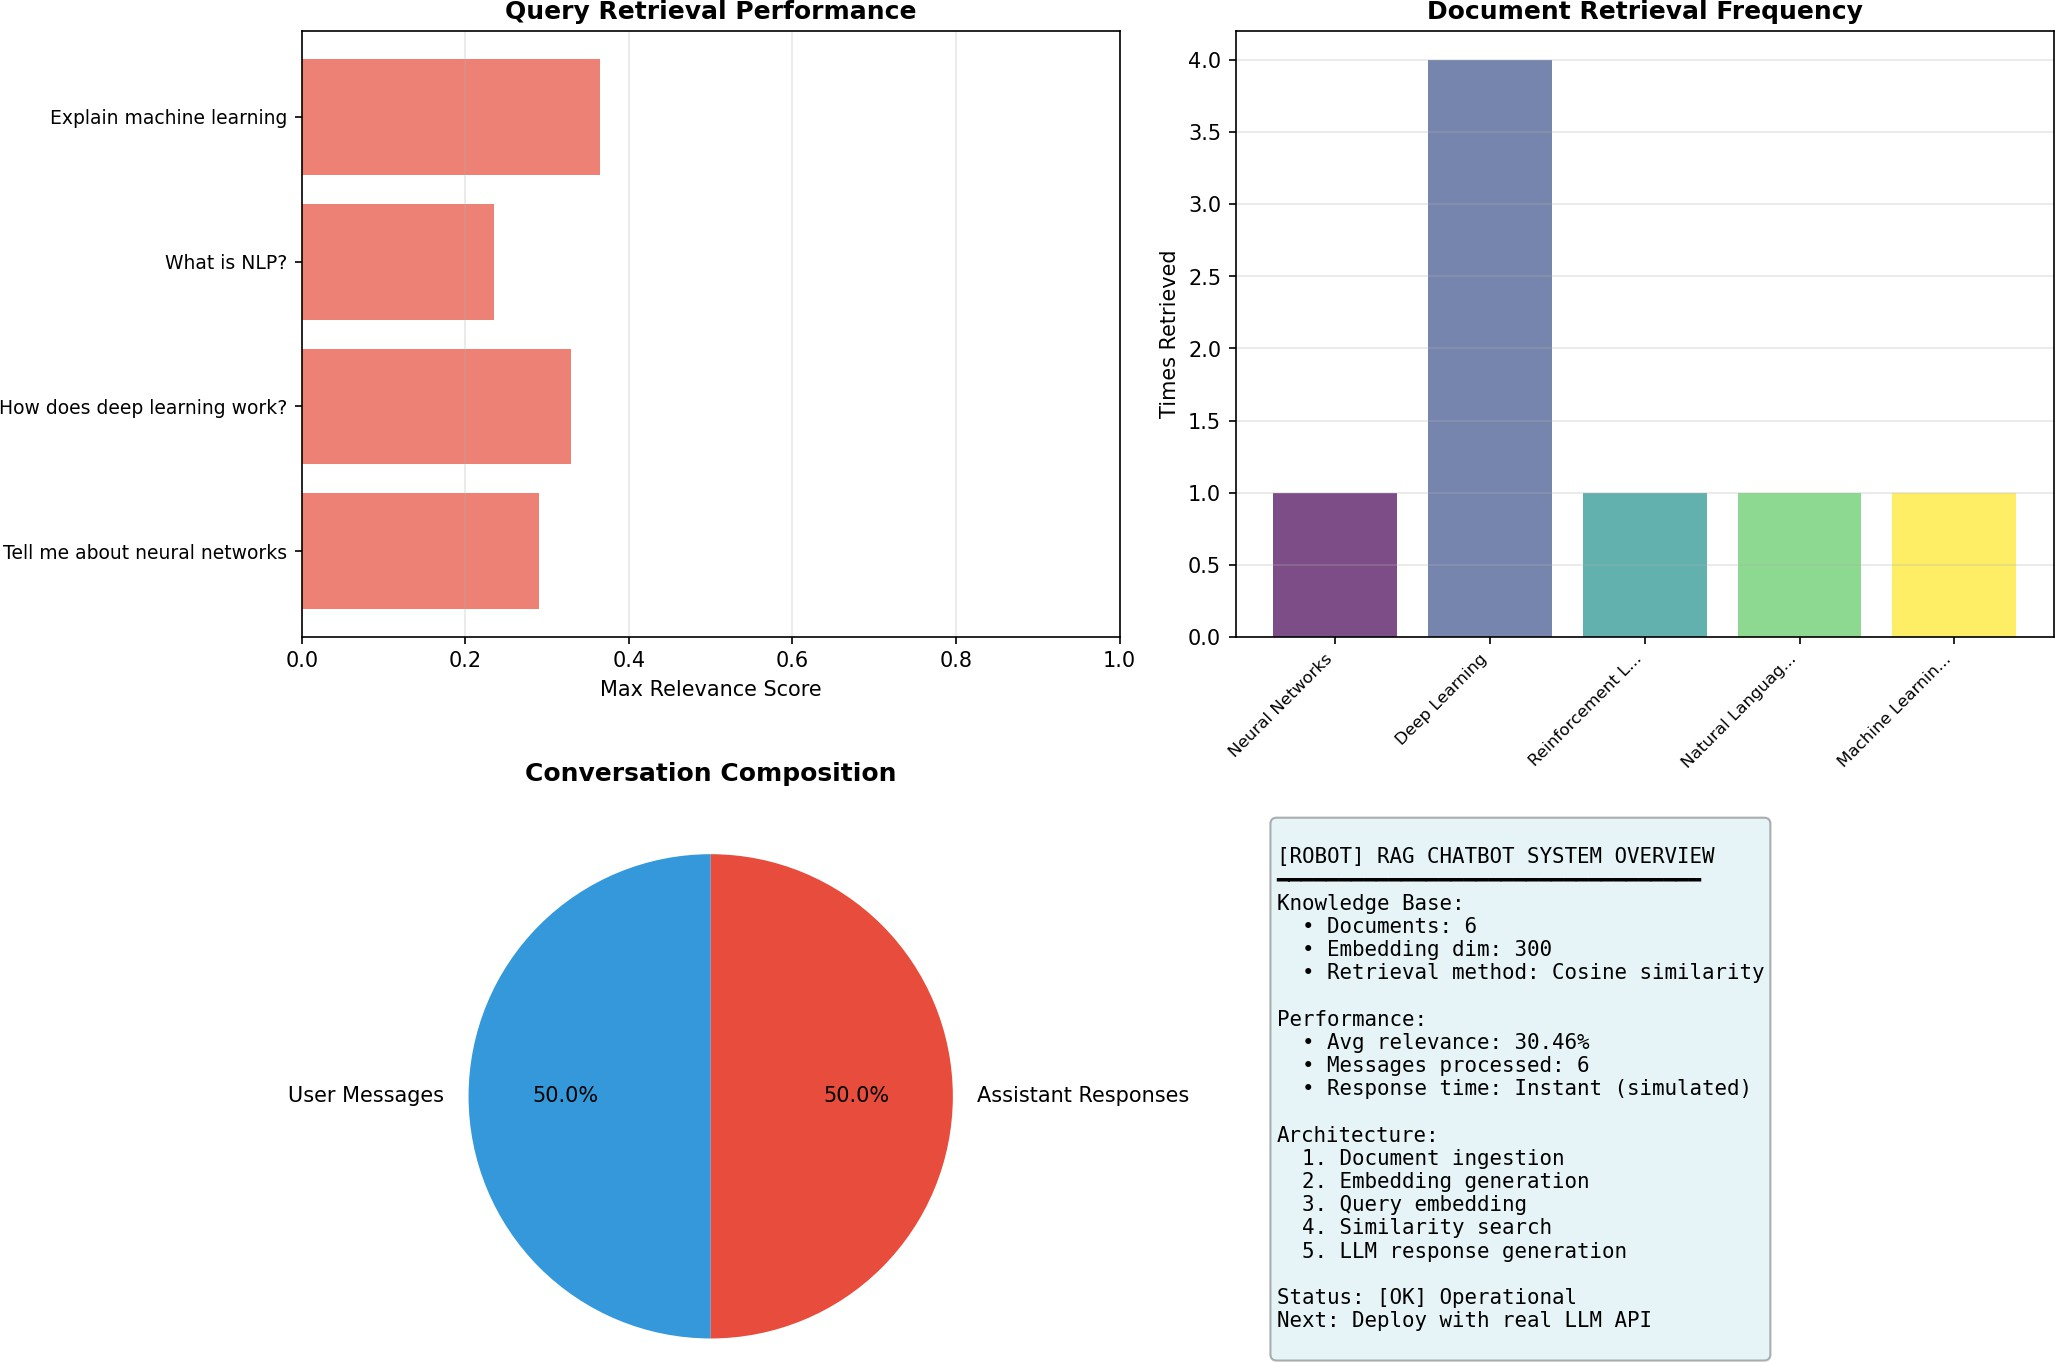 Query Retrieval Performance
Explain machine learning
What is NLP?
How does deep learning work?
Tell me about neural networks
0.0 0.2 0.4 0.6 0.8 1.0
Max Relevance Score
Document Retrieval Frequency
Times Retrieved
4.0
3.5
3.0
2.5
2.0
1.5
1.0
0.5
0.0
Neural Networks
Deep Learning
Reinforcement L...
Natural Languag...
Machine Learnin...
Conversation Composition
User Messages
50.0%
50.0%
Assistant Responses
[ROBOT] RAG CHATBOT SYSTEM OVERVIEW
Knowledge Base:
• Documents: 6
• Embedding dim: 300
• Retrieval method: Cosine similarity
Performance:
• Avg relevance: 30.46%
• Messages processed: 6
• Response time: Instant (simulated)
Architecture:
1. Document ingestion
2. Embedding generation
3. Query embedding
4. Similarity search
5. LLM response generation
Status: [OK] Operational
Next: Deploy with real LLM API